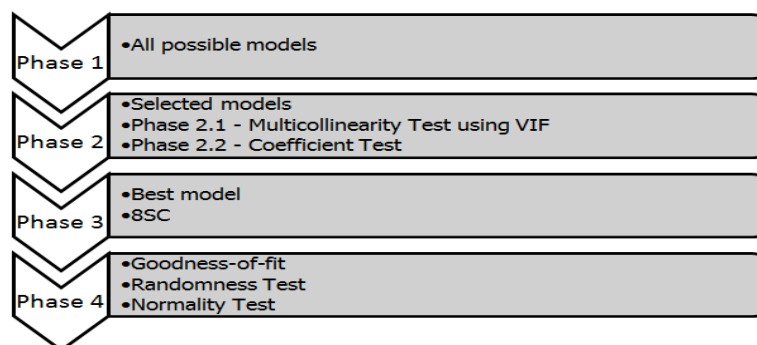 Phase 1
•All possible models
Phase 2
•Selected models
•Phase 2.1 - Multicollinearity Test using VIF
•Phase 2.2 - Coefficient Test
Phase 3
•Best model
•8SC
Phase 4
•Goodness-of-fit
•Randomness Test
•Normality Test